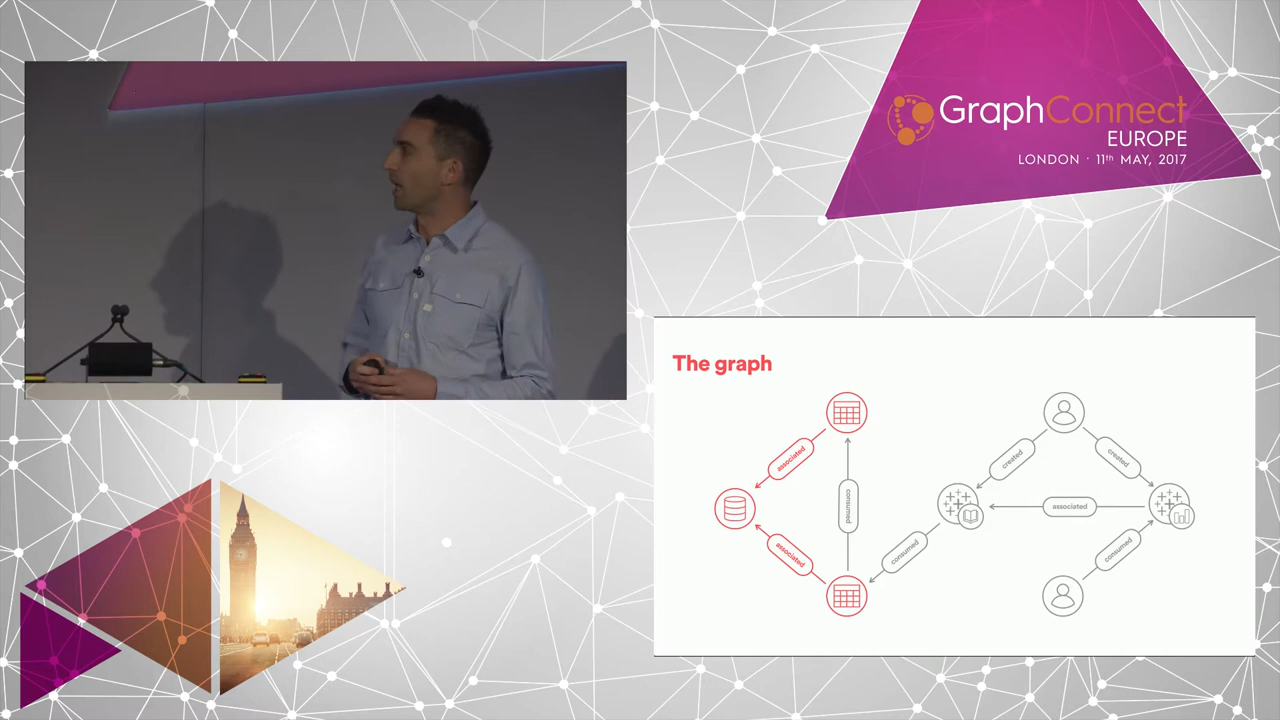 GraphConnect
EUROPE
LONDON · 11th MAY, 2017
The graph
associated
created
created
consumed
associated
associated
consumed
consumed